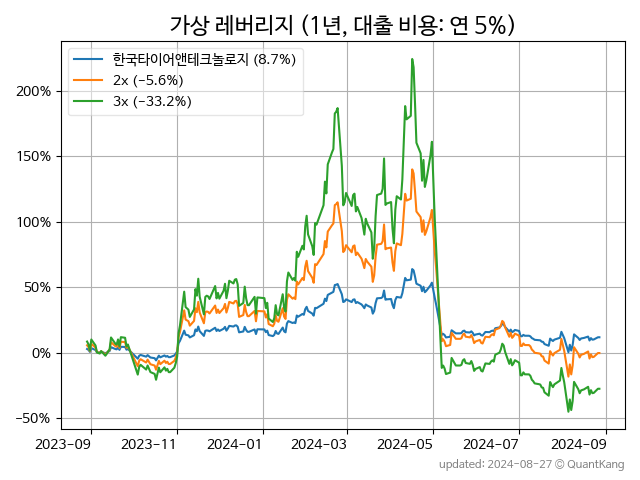 가상 레버리지 (1년, 대출 비용: 연 5%)
한국타이어앤테크놀로지 (8.7%)
2x (−5.6%)
3x (−33.2%)
200%
150%
100%
50%
0%
−50%
2023-09 2023-11 2024-01 2024-03 2024-05 2024-07 2024-09
updated: 2024-08-27 © QuantKang